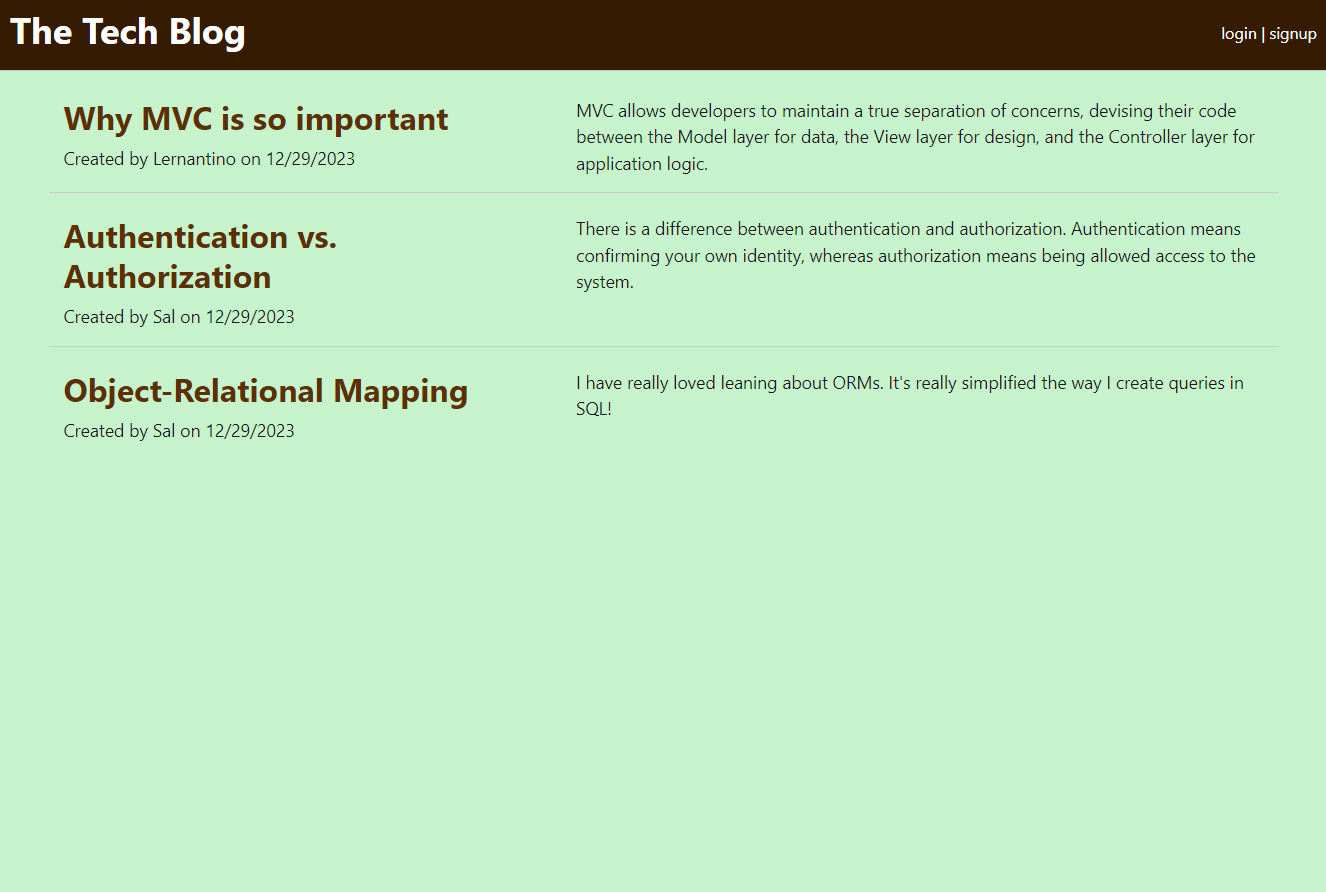 The Tech Blog
login | signup
Why MVC is so important
Created by Lernantino on 12/29/2023
MVC allows developers to maintain a true separation of concerns, devising their code
between the Model layer for data, the View layer for design, and the Controller layer for
application logic.
Authentication vs.
Authorization
Created by Sal on 12/29/2023
There is a difference between authentication and authorization. Authentication means
confirming your own identity, whereas authorization means being allowed access to the
system.
Object-Relational Mapping
Created by Sal on 12/29/2023
I have really loved leaning about ORMs. It's really simplified the way I create queries in
SQL!